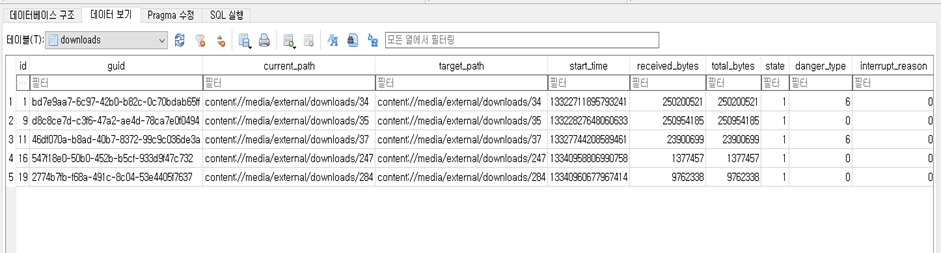 데이터베이스 구조 데이터 보기 Pragma 수정 SQL 실행
테이블(T): downloads 모든 열에서 필터링
id guid current_path target_path start_time received_bytes total_bytes state danger_type interrupt_reason
... 필터 필터 필터 필터 필터 필터 필터 필터 필터
1 1 bd7e9aa7-6c97-42b0-b82c-0c70bdab65ff content://media/external/downloads/34 content://media/external/downloads/34 13322711895793241 250200521 250200521 1 6 0
2 9 d8c8ce7d-c3f6-47a2-ae4d-78ca7e0f0494 content://media/external/downloads/35 content://media/external/downloads/35 13322827648060633 250954185 250954185 1 0 0
3 11 46df070a-b8ad-40b7-8372-99c9c036de3a content://media/external/downloads/37 content://media/external/downloads/37 13327744208589461 23900699 23900699 1 6 0
4 16 547f18e0-50b0-452b-b5cf-933d9f47c732 content://media/external/downloads/247 content://media/external/downloads/247 13340958806990758 1377457 1377457 1 0 0
5 19 2774b7fb-f68a-491c-8c04-53e4405f7637 content://media/external/downloads/284 content://media/external/downloads/284 13340960677967414 9762338 9762338 1 0 0